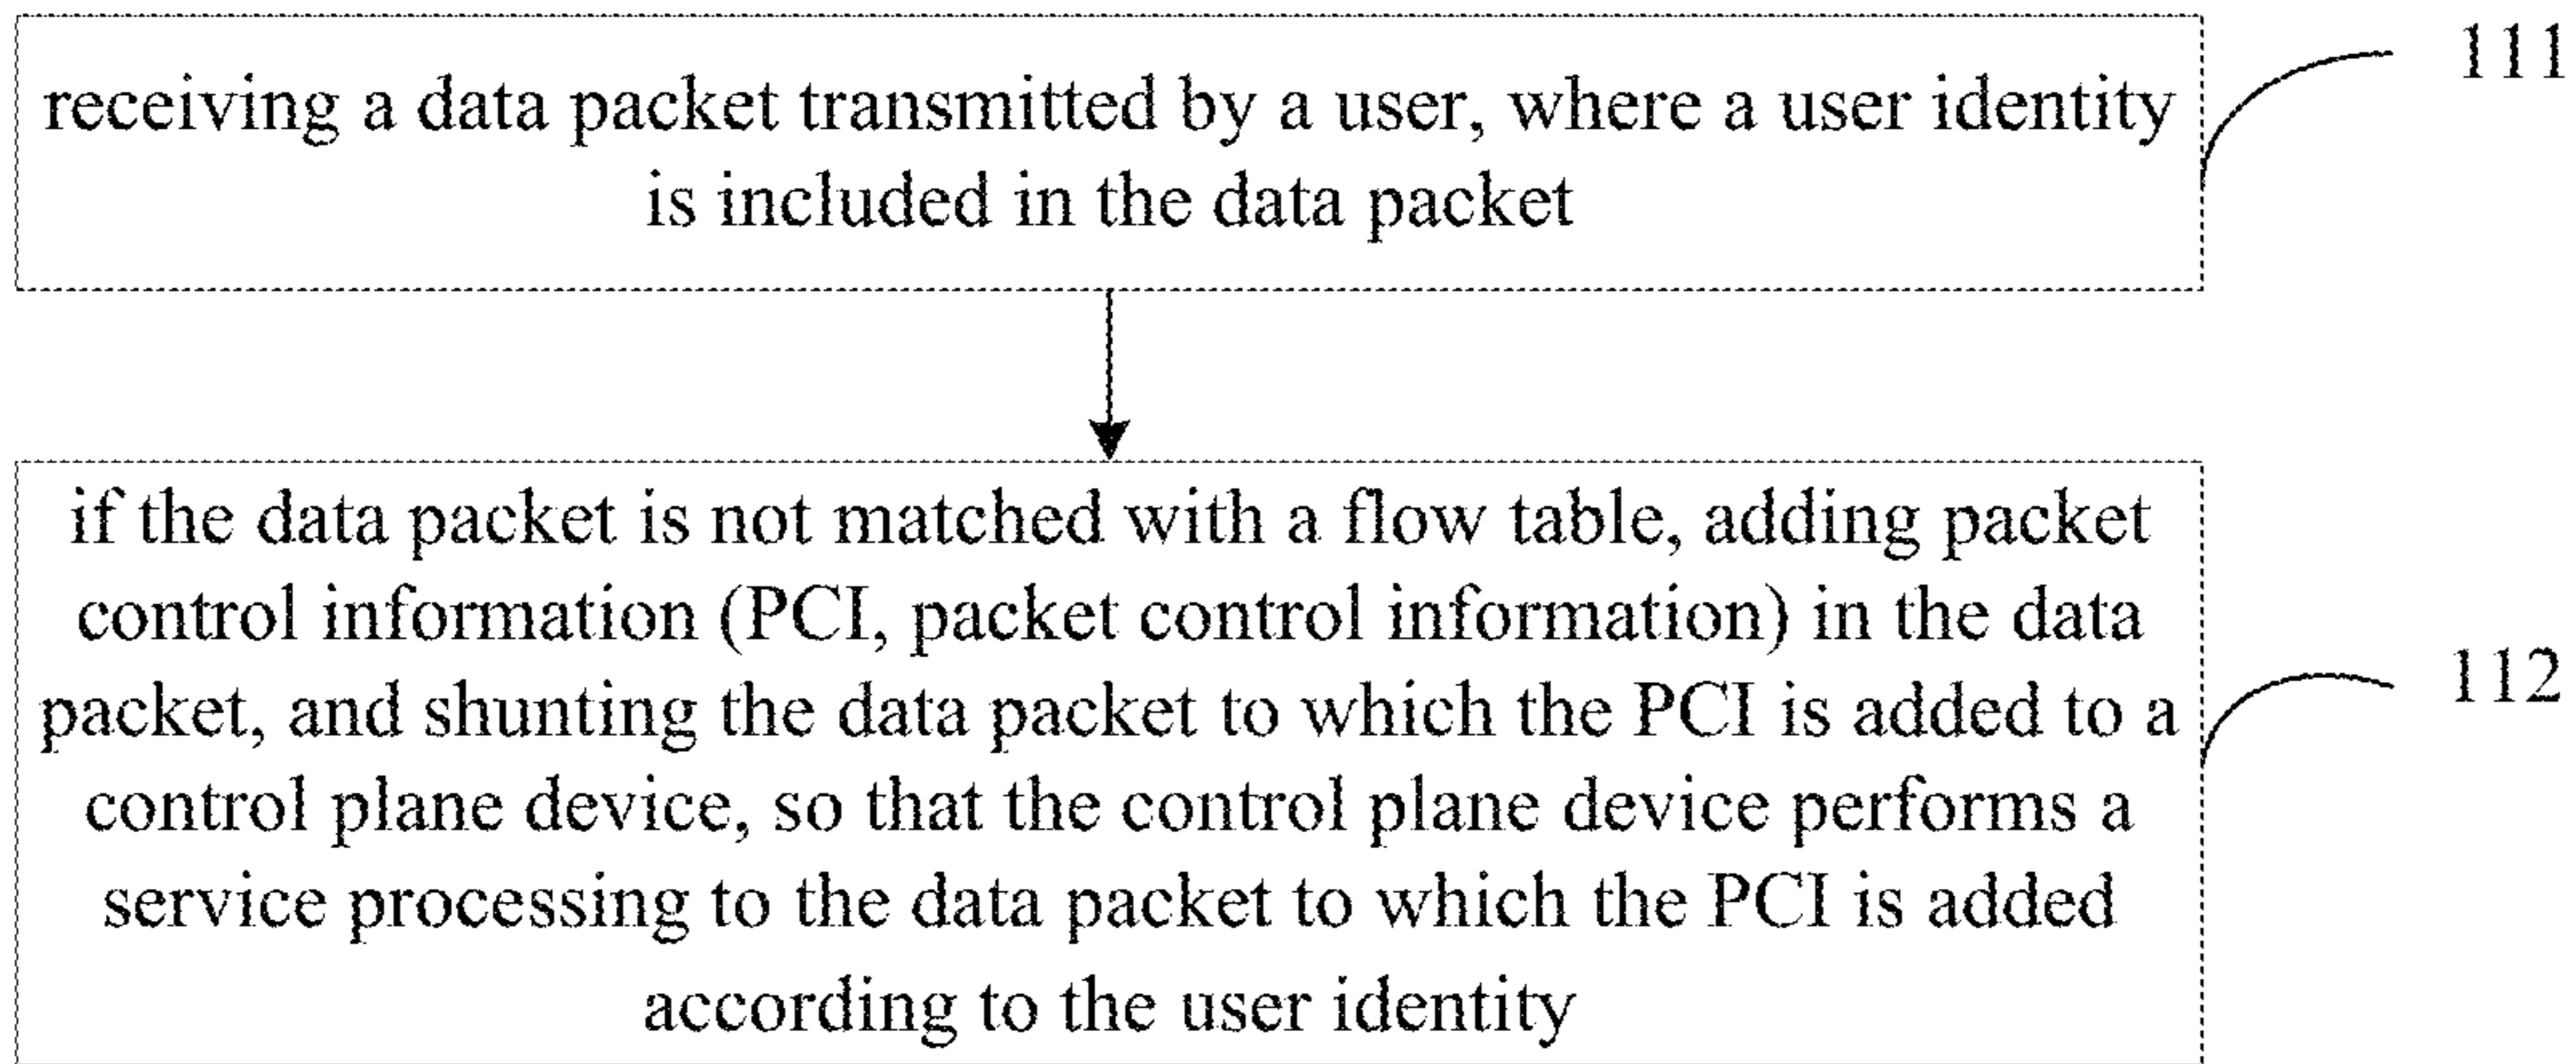 receiving a data packet transmitted by a user, where a user identity
is included in the data packet
111
if the data packet is not matched with a flow table, adding packet
control information (PCI, packet control information) in the data
packet, and shunting the data packet to which the PCI is added to a
control plane device, so that the control plane device performs a
service processing to the data packet to which the PCI is added
according to the user identity
112